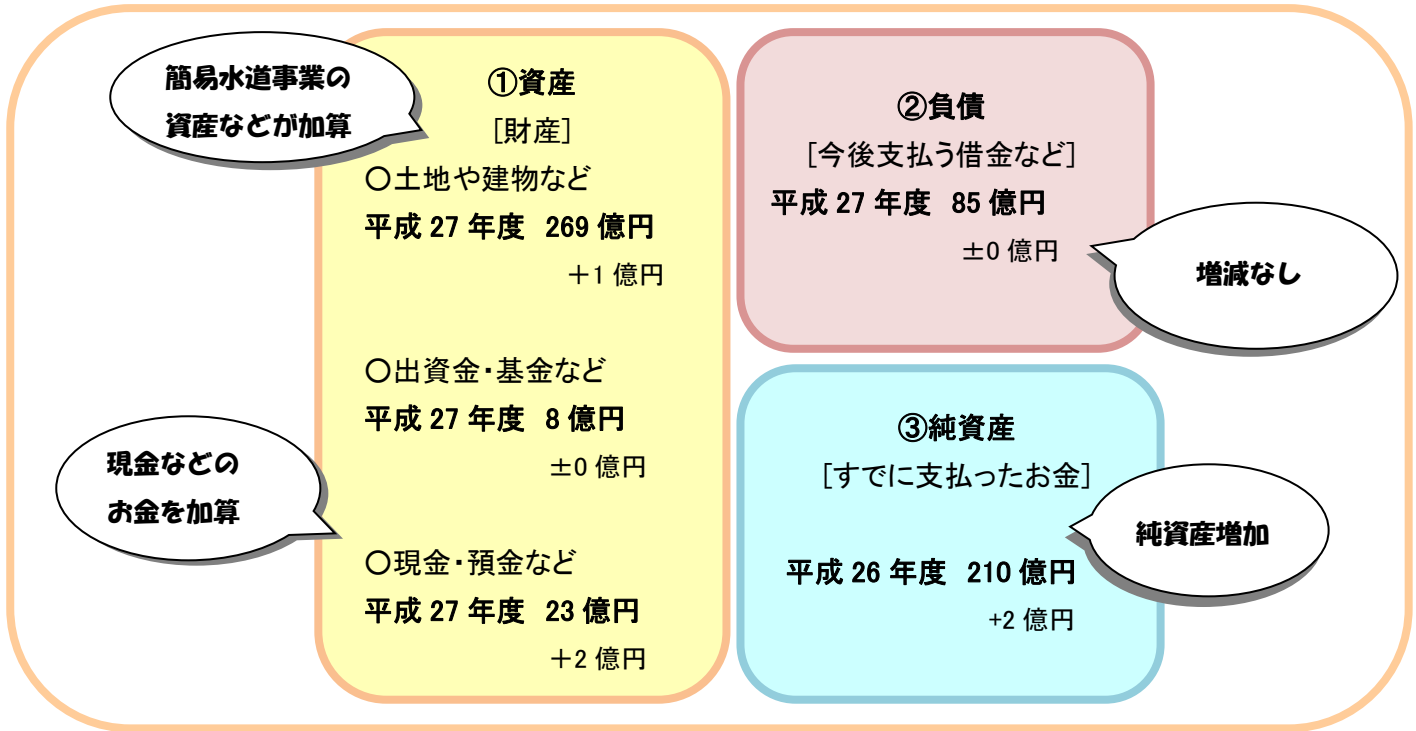 簡易水道事業の
資産などが加算
①資産
[財産]
○土地や建物など
平成 27 年度 269 億円
＋1 億円
○出資金・基金など
平成 27 年度 8 億円
±0 億円
現金などの
お金を加算
○現金・預金など
平成 27 年度 23 億円
＋2 億円
②負債
[今後支払う借金など]
平成 27 年度 85 億円
±0 億円
増減なし
③純資産
[すでに支払ったお金]
平成 26 年度 210 億円
+2 億円
純資産増加